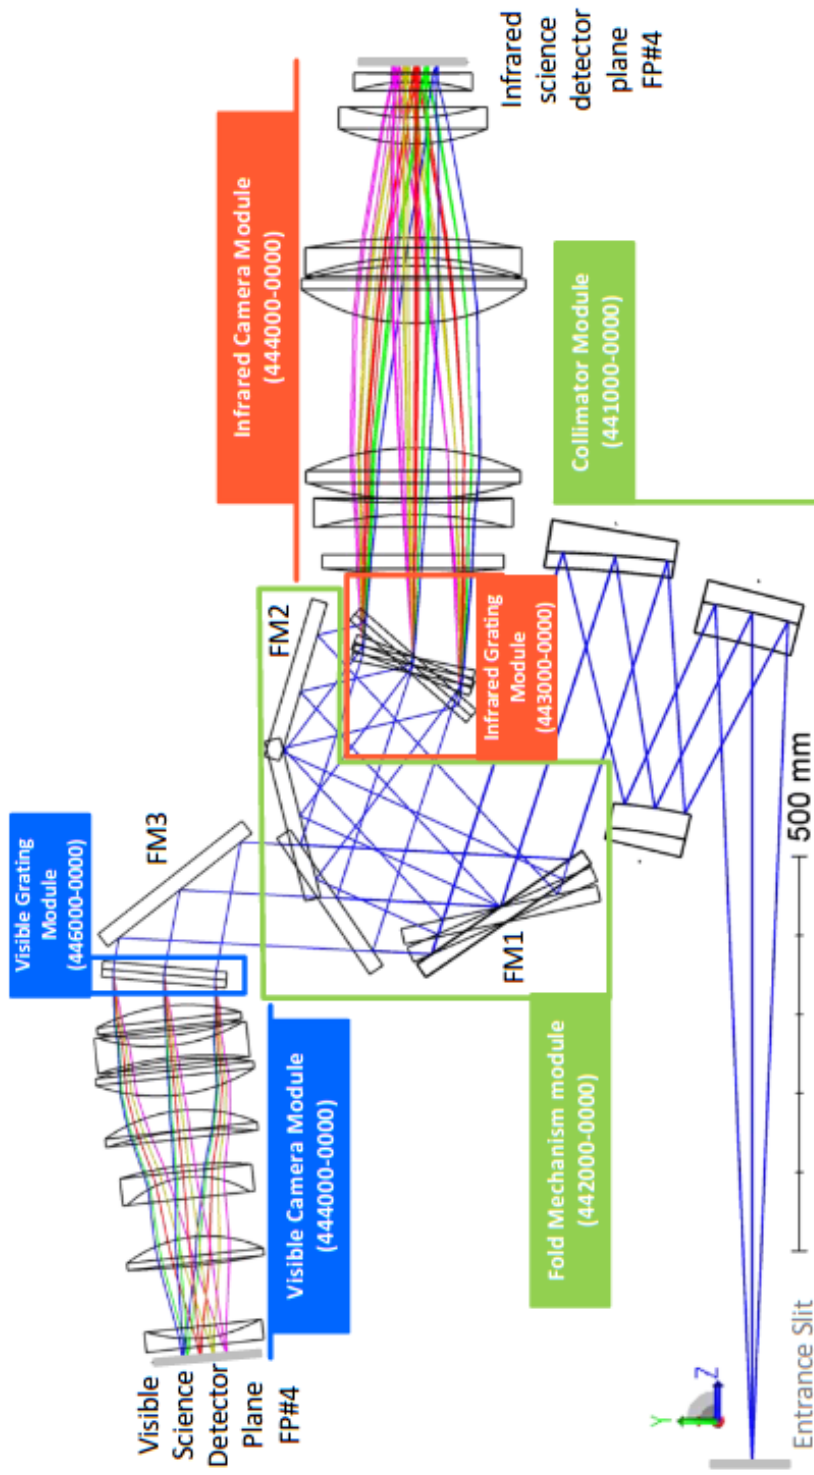 Infrared
science
detector
plane
FP#4
Infrared Camera Module
(444000-0000)
Collimator Module
(441000-0000)
FM2
Infrared Grating
Module
(443000-0000)
500 mm
FM3
Visible Grating
Module
(446000-0000)
FM1
Fold Mechanism module
(442000-0000)
Visible Camera Module
(444000-0000)
Visible
Science
Detector
Plane
FP#4
Y
Z
Entrance Slit